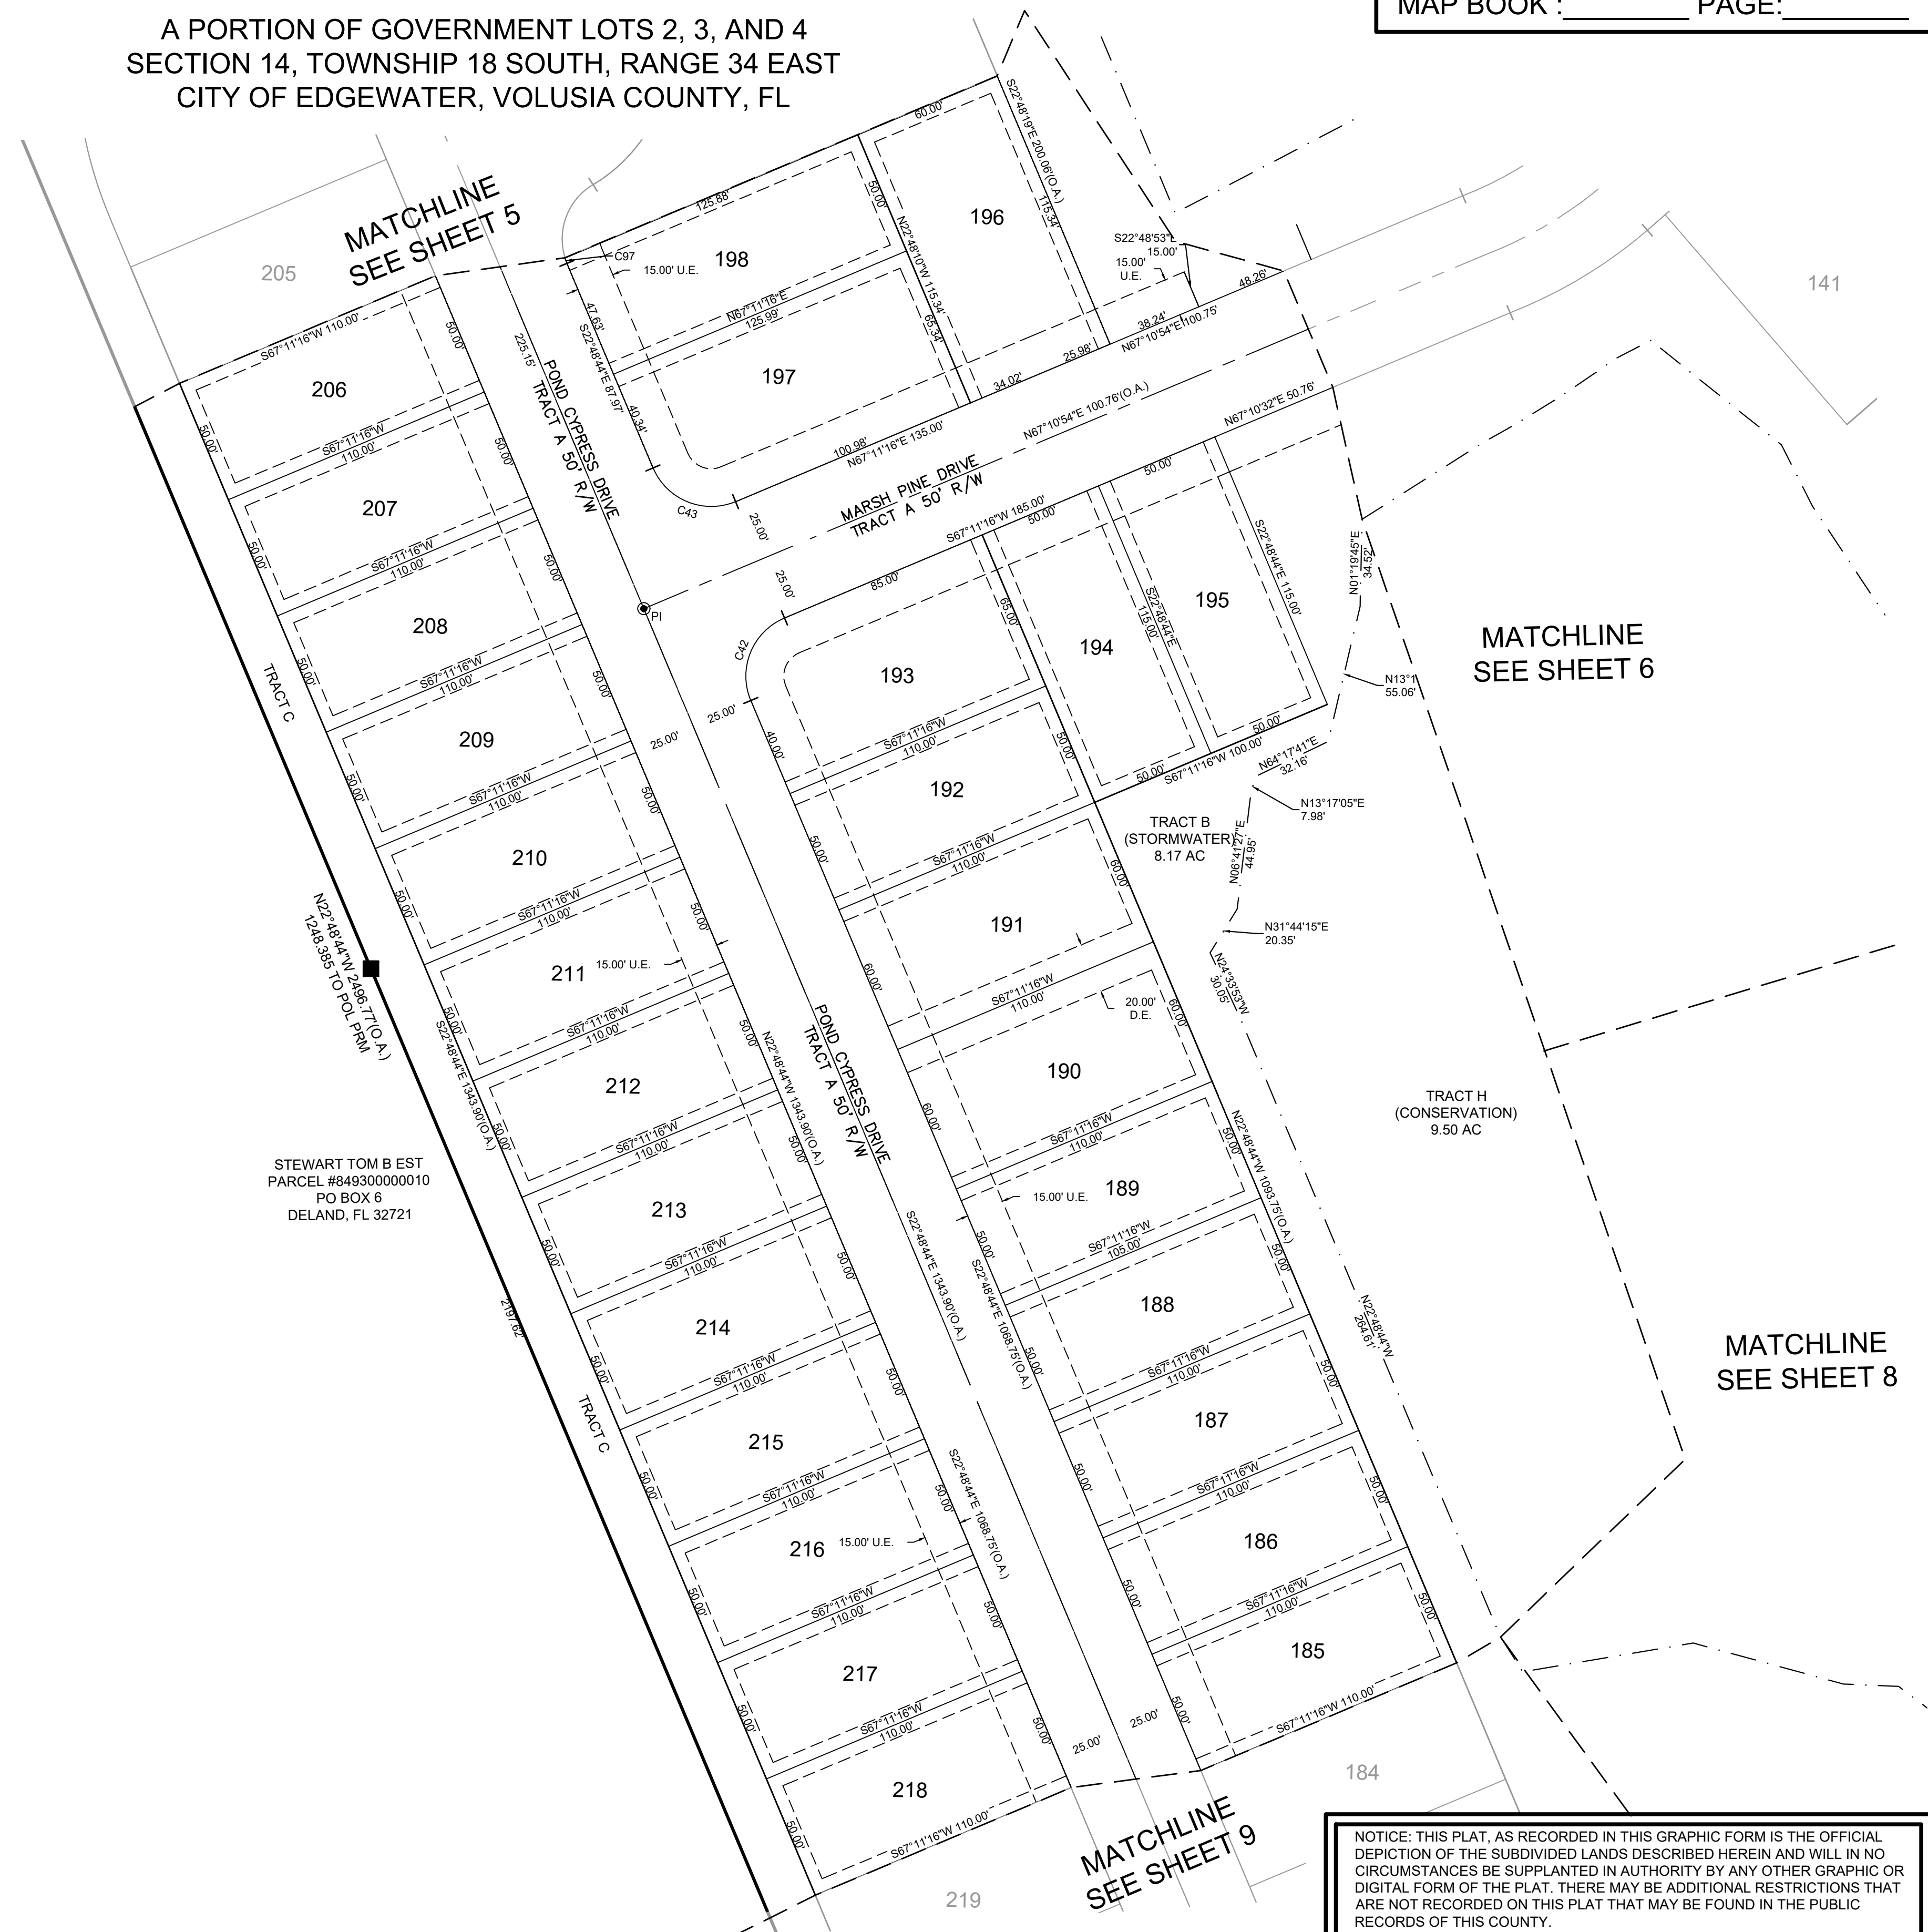 A PORTION OF GOVERNMENT LOTS 2, 3, AND 4
SECTION 14, TOWNSHIP 18 SOUTH, RANGE 34 EAST
CITY OF EDGEWATER, VOLUSIA COUNTY, FL
MAP BOOK :________ PAGE:________
MATCHLINE
SEE SHEET 5
205
141
60.00'
S22°48'19"E 200.06'(O.A.)
115.34'
196
125.88'
50.00'
N22°48'10"W 115.34'
65.34'
198
C97
15.00' U.E.
N67°11'16"E
125.99'
197
47.63'
S22°48'44"E 87.97'
40.34'
C43
100.98'
N67°11'16"E 135.00'
34.02'
25.98'
38.24'
N67°10'54"E 100.75'
48.26'
S22°48'53"E
15.00'
15.00'
U.E.
N67°10'54"E 100.76'(O.A.)
N67°10'32"E 50.76'
MARSH PINE DRIVE
TRACT A 50' R/W
25.00'
25.00'
S67°11'16"W 185.00'
85.00'
50.00'
50.00'
225.15'
POND CYPRESS DRIVE
TRACT A 50' R/W
PI
C42
25.00'
25.00'
S67°11'16"W 110.00'
206
50.00'
50.00'
S67°11'16"W
110.00'
207
50.00'
50.00'
S67°11'16"W
110.00'
208
50.00'
50.00'
S67°11'16"W
110.00'
209
50.00'
50.00'
S67°11'16"W
110.00'
210
50.00'
50.00'
S67°11'16"W
110.00'
211
15.00' U.E.
50.00'
50.00'
S67°11'16"W
110.00'
212
50.00'
50.00'
S67°11'16"W
110.00'
213
50.00'
50.00'
S67°11'16"W
110.00'
214
50.00'
50.00'
S67°11'16"W
110.00'
215
50.00'
50.00'
S67°11'16"W
110.00'
216
15.00' U.E.
50.00'
50.00'
S67°11'16"W
110.00'
217
50.00'
50.00'
S67°11'16"W
110.00'
218
50.00'
50.00'
S67°11'16"W 110.00'
219
TRACT C
N22°48'44"W 2496.77'(O.A.)
1248.385 TO POL PRM
S22°48'44"E 1343.90'(O.A.)
STEWART TOM B EST
PARCEL #849300000010
PO BOX 6
DELAND, FL 32721
2197.62'
TRACT C
N22°48'44"W 1343.90'(O.A.)
POND CYPRESS DRIVE
TRACT A 50' R/W
S22°48'44"E 1343.90'(O.A.)
S22°48'44"E 1068.75'(O.A.)
S22°48'44"E 1068.75'(O.A.)
193
65.00'
40.00'
S67°11'16"W
110.00'
194
S22°48'44"E
115.00'
195
S22°48'44"E 115.00'
50.00'
50.00'
S67°11'16"W 100.00'
192
50.00'
50.00'
S67°11'16"W
110.00'
191
60.00'
60.00'
S67°11'16"W
110.00'
20.00'
D.E.
190
60.00'
60.00'
S67°11'16"W
110.00'
189
15.00' U.E.
50.00'
50.00'
S67°11'16"W
105.00'
N22°48'44"W 1093.75'(O.A.)
188
50.00'
50.00'
S67°11'16"W
110.00'
187
50.00'
50.00'
S67°11'16"W
110.00'
186
50.00'
50.00'
S67°11'16"W
110.00'
185
50.00'
50.00'
S67°11'16"W 110.00'
25.00'
25.00'
184
N01°19'45"E
34.52'
N13°1
55.06'
N64°17'41"E
32.16'
N13°17'05"E
7.98'
N06°41'27"E
44.95'
N31°44'15"E
20.35'
N24°33'53"W
30.05'
N22°48'44"W
264.61'
TRACT B
(STORMWATER)
8.17 AC
TRACT H
(CONSERVATION)
9.50 AC
MATCHLINE
SEE SHEET 6
MATCHLINE
SEE SHEET 8
MATCHLINE
SEE SHEET 9
NOTICE: THIS PLAT, AS RECORDED IN THIS GRAPHIC FORM IS THE OFFICIAL
DEPICTION OF THE SUBDIVIDED LANDS DESCRIBED HEREIN AND WILL IN NO
CIRCUMSTANCES BE SUPPLANTED IN AUTHORITY BY ANY OTHER GRAPHIC OR
DIGITAL FORM OF THE PLAT. THERE MAY BE ADDITIONAL RESTRICTIONS THAT
ARE NOT RECORDED ON THIS PLAT THAT MAY BE FOUND IN THE PUBLIC
RECORDS OF THIS COUNTY.